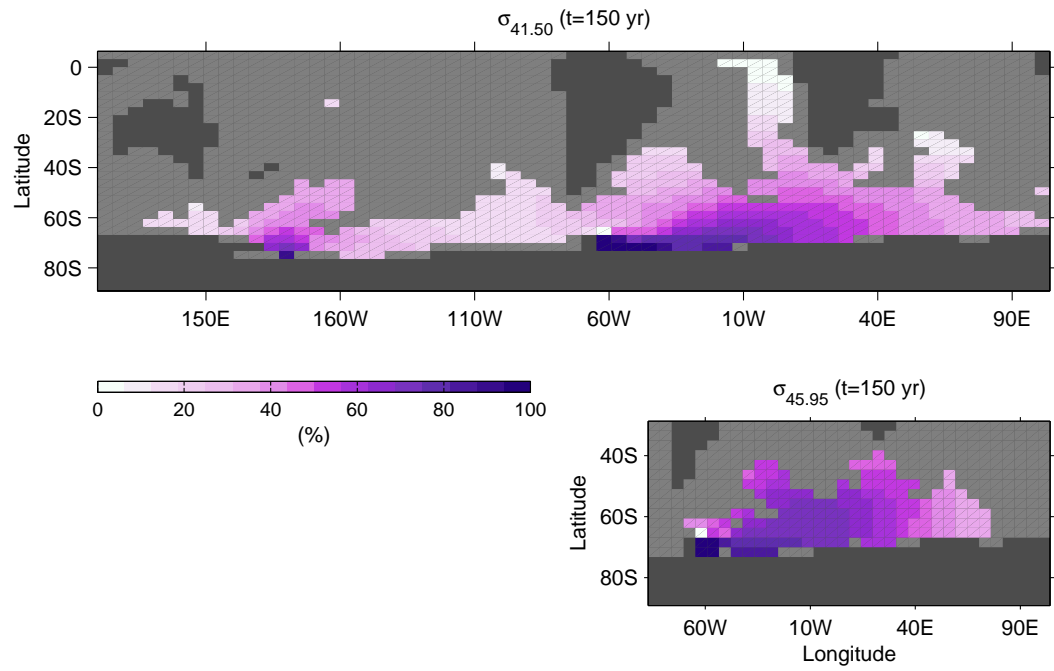 σ41.50 (t=150 yr)
0
20S
40S
60S
80S
Latitude
150E 160W 110W 60W 10W 40E 90E
0 20 40 60 80 100
(%)
σ45.95 (t=150 yr)
40S
60S
80S
Latitude
60W 10W 40E 90E
Longitude